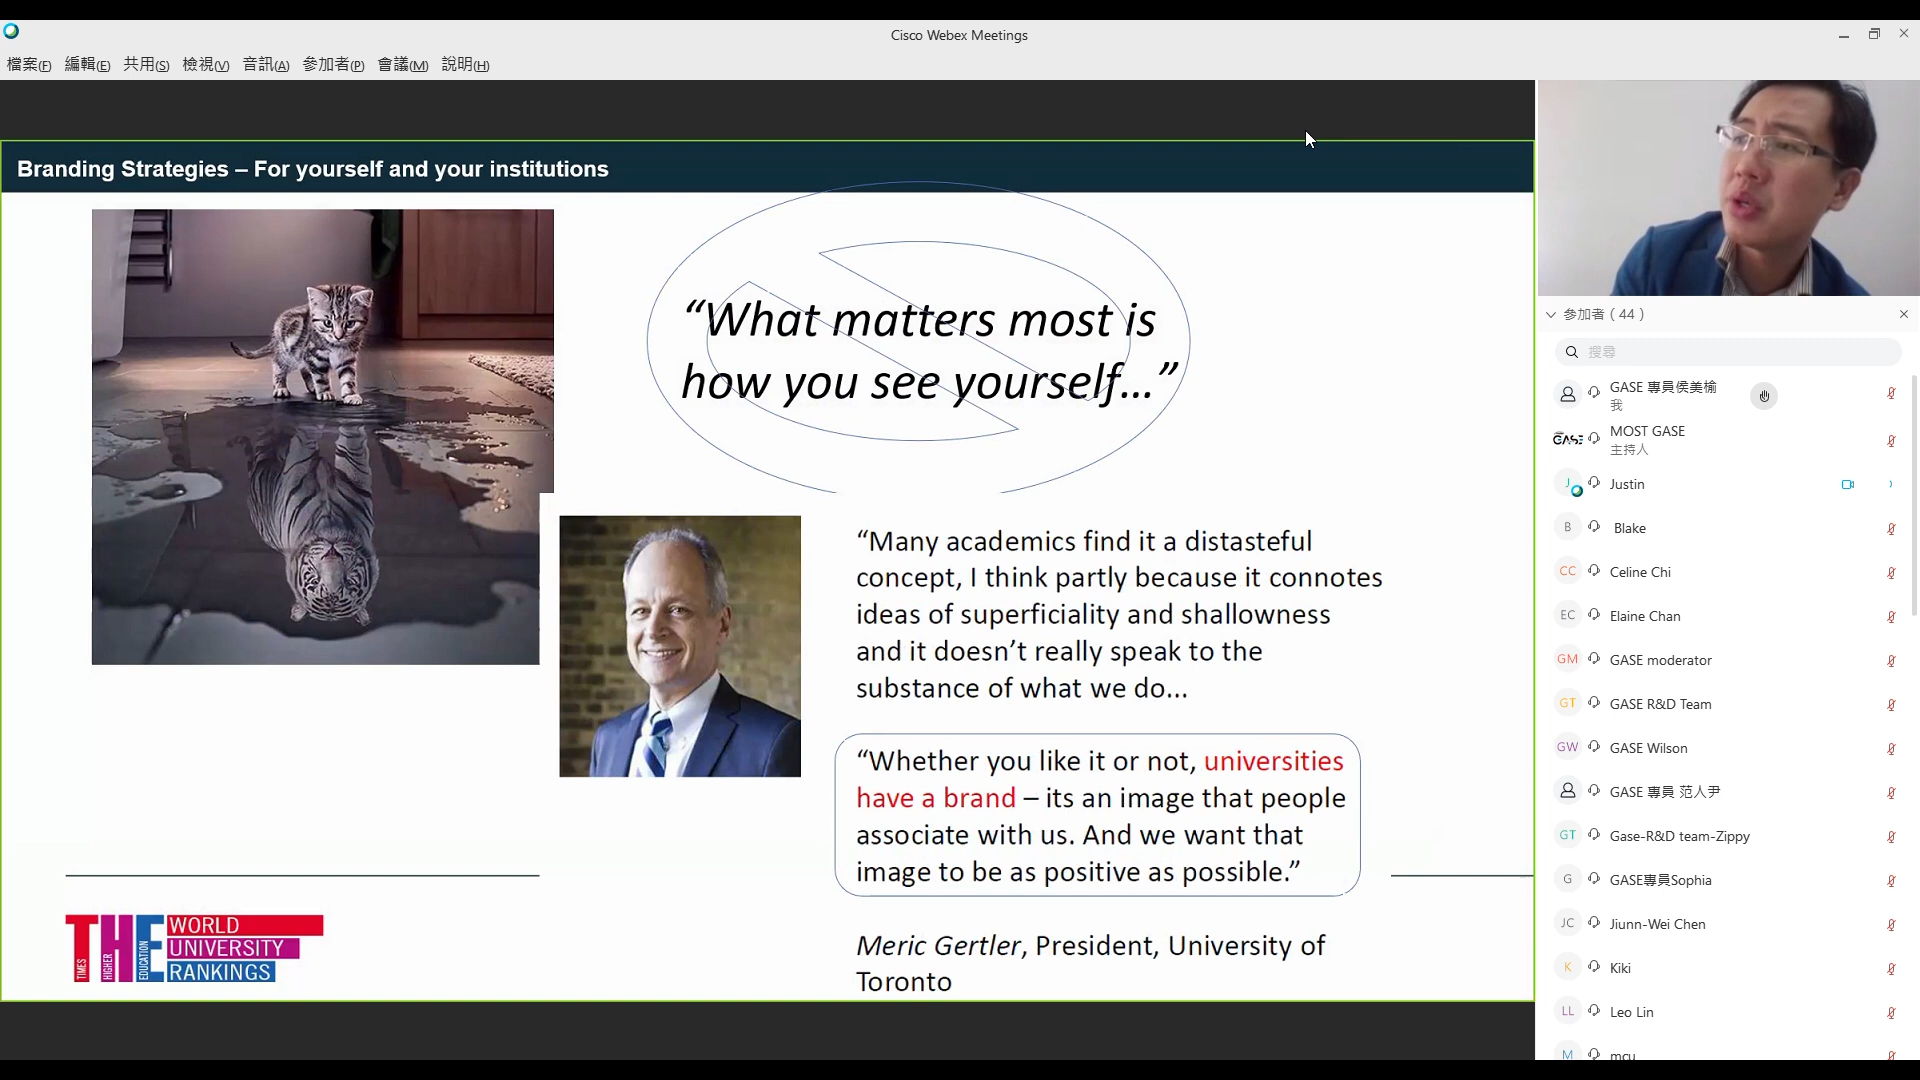 Cisco Webex Meetings
檔案(F) 編輯(E) 共用(S) 檢視(V) 音訊(A) 參加者(P) 會議(M) 說明(H)
Branding Strategies – For yourself and your institutions
“What matters most is
how you see yourself...”
“Many academics find it a distasteful
concept, I think partly because it connotes
ideas of superficiality and shallowness
and it doesn’t really speak to the
substance of what we do...
“Whether you like it or not, universities
have a brand – its an image that people
associate with us. And we want that
image to be as positive as possible.”
Meric Gertler, President, University of
Toronto
THE
TIMES
HIGHER
EDUCATION
WORLD
UNIVERSITY
RANKINGS
參加者 ( 44 )
搜尋
GASE 專員侯美榆
我
GASE MOST GASE
主持人
J Justin
B Blake
CC Celine Chi
EC Elaine Chan
GM GASE moderator
GT GASE R&D Team
GW GASE Wilson
GASE 專員 范人尹
GT Gase-R&D team-Zippy
G GASE專員Sophia
JC Jiunn-Wei Chen
K Kiki
LL Leo Lin
M mcu